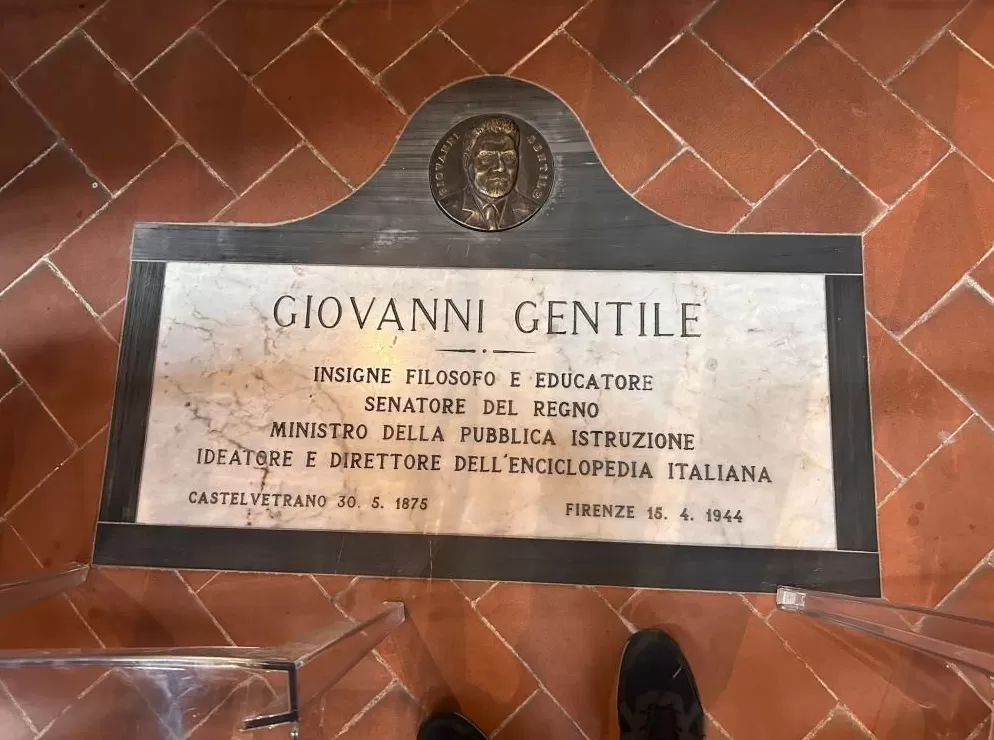 GIOVANNI GENTILE
GIOVANNI GENTILE
INSIGNE FILOSOFO E EDUCATORE
SENATORE DEL REGNO
MINISTRO DELLA PUBBLICA ISTRUZIONE
IDEATORE E DIRETTORE DELL'ENCICLOPEDIA ITALIANA
CASTELVETRANO 30. 5. 1875 FIRENZE 15. 4. 1944